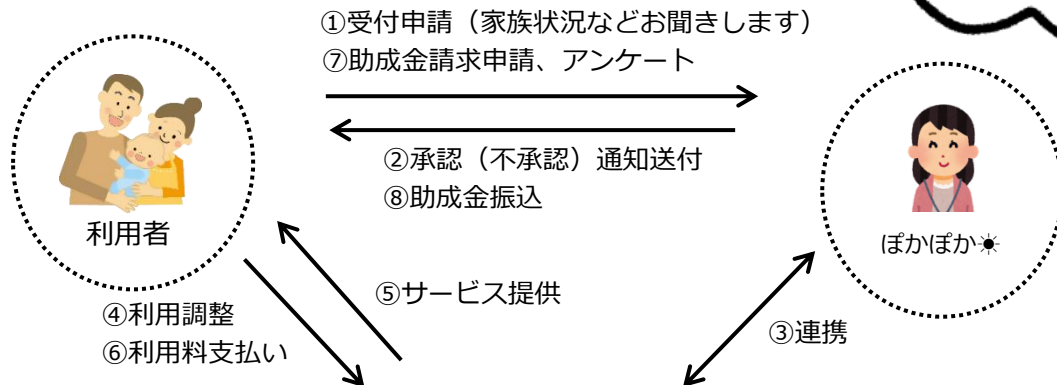 ①受付申請（家族状況などお聞きします）
⑦助成金請求申請、アンケート
②承認（不承認）通知送付
⑧助成金振込
利用者
ぽかぽか☀
⑤サービス提供
④利用調整
⑥利用料支払い
③連携